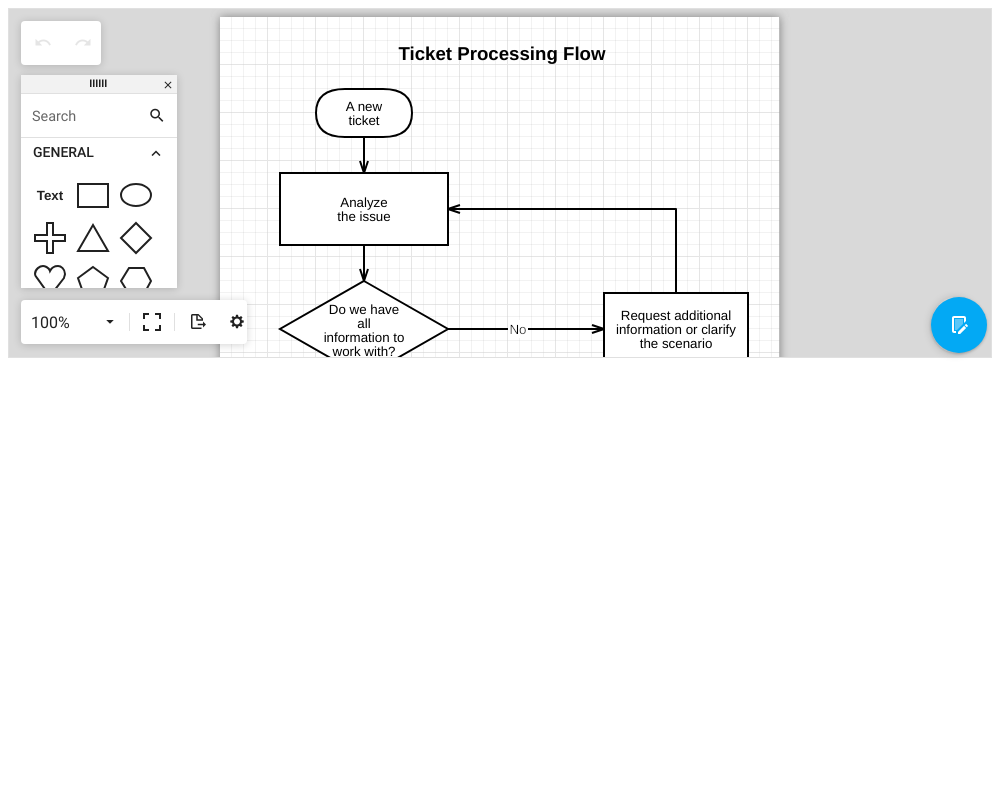 Ticket Processing Flow
A new
ticket
Search
GENERAL
Text
Analyze
the issue
Do we have
all
information to
work with?
No
Request additional
information or clarify
the scenario
100%